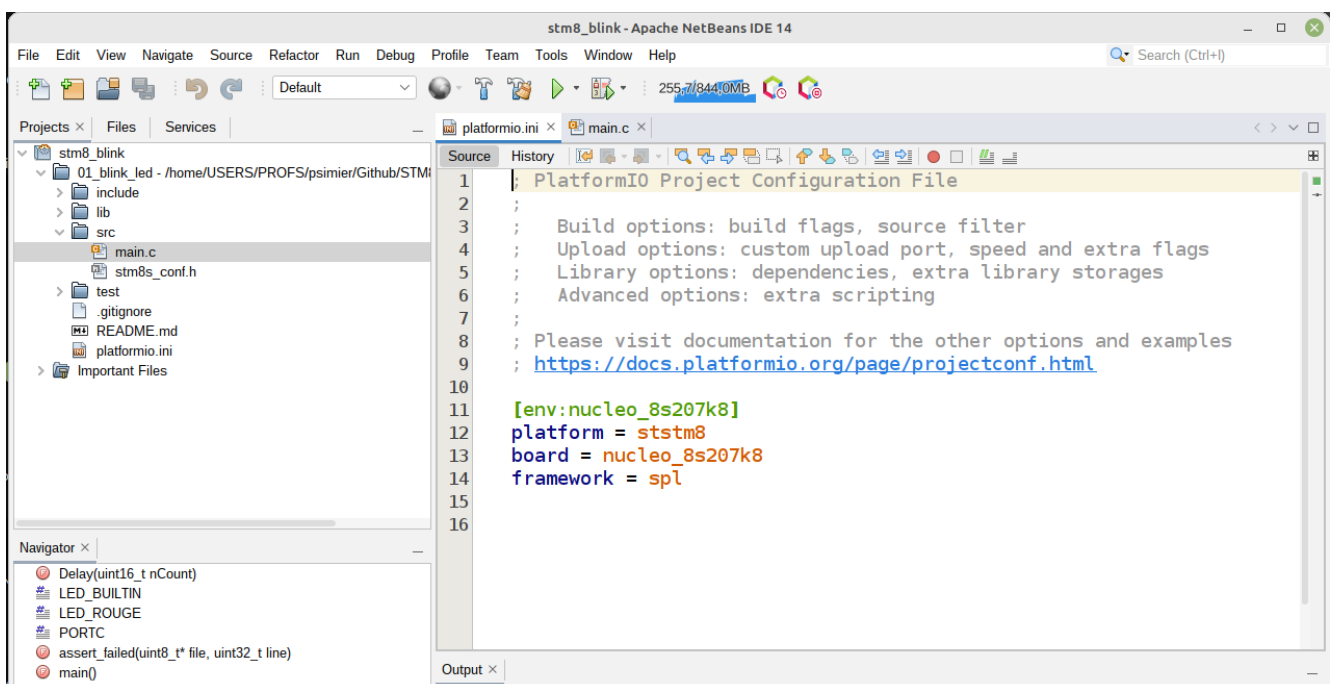 stm8_blink - Apache NetBeans IDE 14
File Edit View Navigate Source Refactor Run Debug Profile Team Tools Window Help
Search (Ctrl+I)
Default
255,7/844,0MB
Projects
Files
Services
stm8_blink
01_blink_led - /home/USERS/PROFS/psimier/Github/STM8
include
lib
src
main.c
stm8s_conf.h
test
.gitignore
README.md
platformio.ini
Important Files
Navigator
Delay(uint16_t nCount)
LED_BUILTIN
LED_ROUGE
PORTC
assert_failed(uint8_t* file, uint32_t line)
main()
platformio.ini
main.c
Source
History
1 ; PlatformIO Project Configuration File
2 ;
3 ;   Build options: build flags, source filter
4 ;   Upload options: custom upload port, speed and extra flags
5 ;   Library options: dependencies, extra library storages
6 ;   Advanced options: extra scripting
7 ;
8 ; Please visit documentation for the other options and examples
9 ; https://docs.platformio.org/page/projectconf.html
10
11 [env:nucleo_8s207k8]
12 platform = ststm8
13 board = nucleo_8s207k8
14 framework = spl
15
16
Output